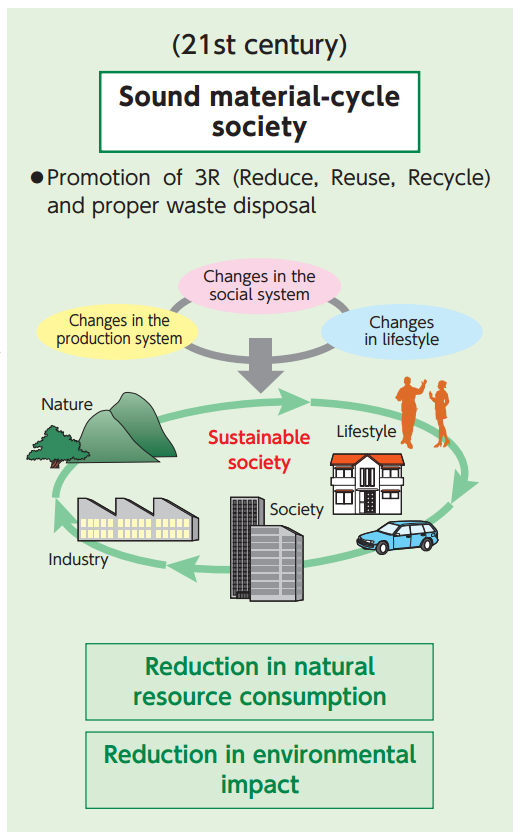 (21st century)
Sound material-cycle
society
●Promotion of 3R (Reduce, Reuse, Recycle)
and proper waste disposal
Changes in the
social system
Changes in the
production system
Changes
in lifestyle
Nature
Sustainable
society
Lifestyle
Society
Industry
Reduction in natural
resource consumption
Reduction in environmental
impact